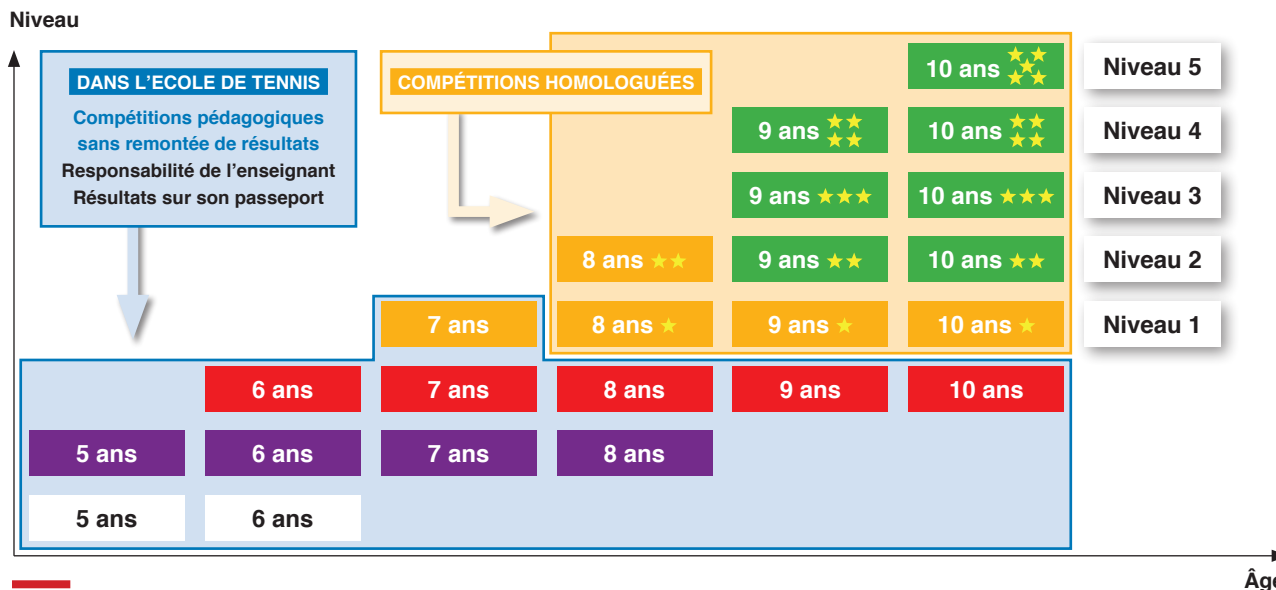 Niveau
DANS L'ECOLE DE TENNIS
Compétitions pédagogiques
sans remontée de résultats
Responsabilité de l'enseignant
Résultats sur son passeport
COMPÉTITIONS HOMOLOGUÉES
10 ans
Niveau 5
9 ans
10 ans
Niveau 4
9 ans
10 ans
Niveau 3
8 ans
9 ans
10 ans
Niveau 2
7 ans
8 ans
9 ans
10 ans
Niveau 1
6 ans
7 ans
8 ans
9 ans
10 ans
5 ans
6 ans
7 ans
8 ans
5 ans
6 ans
Âge